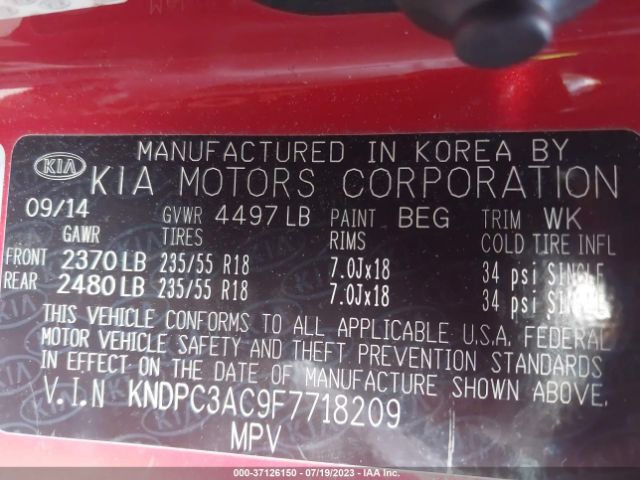 KIA
MANUFACTURED IN KOREA BY
KIA MOTORS CORPORATION
09/14 GVWR 4497 LB PAINT BEG TRIM WK
GAWR TIRES RIMS COLD TIRE INFL
FRONT 2370 LB 235/55 R18 7.0Jx18 34 psi SINGLE
REAR 2480 LB 235/55 R18 7.0Jx18 34 psi SINGLE
THIS VEHICLE CONFORMS TO ALL APPLICABLE U.S.A. FEDERAL
MOTOR VEHICLE SAFETY AND THEFT PREVENTION STANDARDS
IN EFFECT ON THE DATE OF MANUFACTURE SHOWN ABOVE.
V.I.N KNDPC3AC9F7718209
MPV
000-37126150 - 07/19/2023 - IAA Inc.